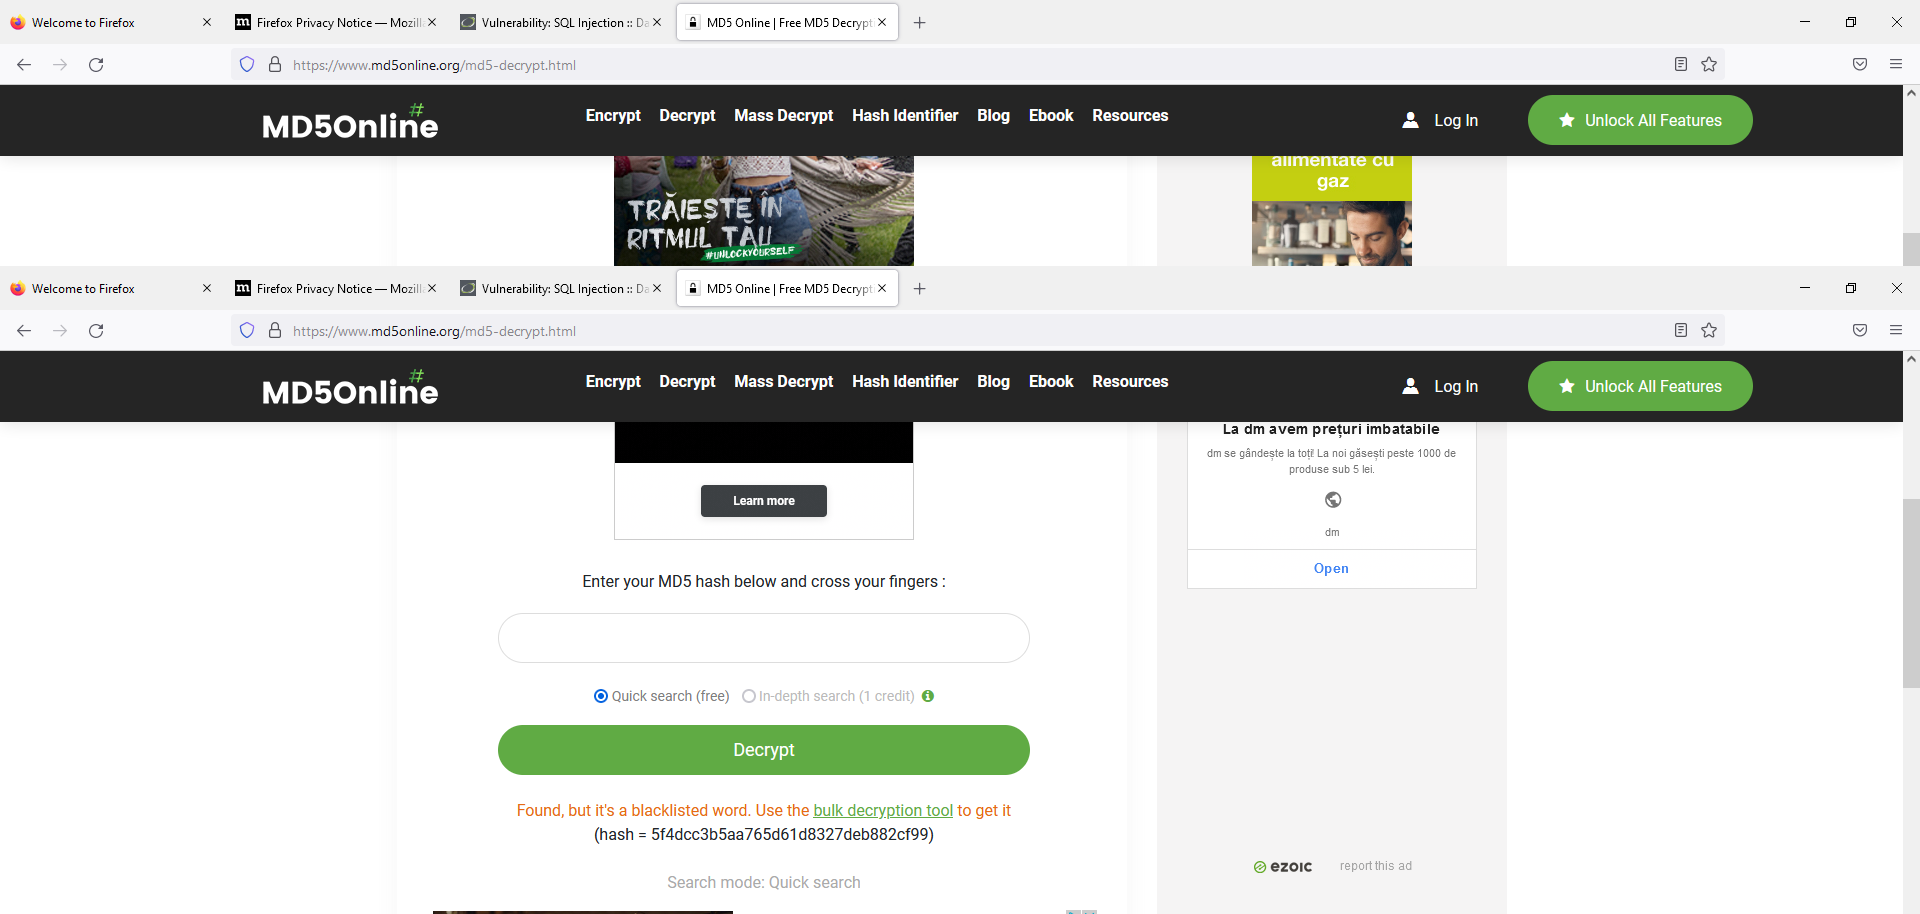 Welcome to Firefox
Firefox Privacy Notice — Mozill
Vulnerability: SQL Injection :: Da
MD5 Online | Free MD5 Decrypt
https://www.md5online.org/md5-decrypt.html
MD5Online#
Encrypt Decrypt Mass Decrypt Hash Identifier Blog Ebook Resources
Log In
Unlock All Features
TRĂIEȘTE ÎN
RITMUL TĂU
#UNLOCKYOURSELF
alimentate cu
gaz
Welcome to Firefox
Firefox Privacy Notice — Mozill
Vulnerability: SQL Injection :: Da
MD5 Online | Free MD5 Decrypt
https://www.md5online.org/md5-decrypt.html
MD5Online#
Encrypt Decrypt Mass Decrypt Hash Identifier Blog Ebook Resources
Log In
Unlock All Features
Learn more
La dm avem prețuri imbatabile
dm se gândește la toți! La noi găsești peste 1000 de
produse sub 5 lei.
dm
Open
Enter your MD5 hash below and cross your fingers :
Quick search (free) In-depth search (1 credit)
Decrypt
Found, but it's a blacklisted word. Use the bulk decryption tool to get it
(hash = 5f4dcc3b5aa765d61d8327deb882cf99)
Search mode: Quick search
ezoic
report this ad